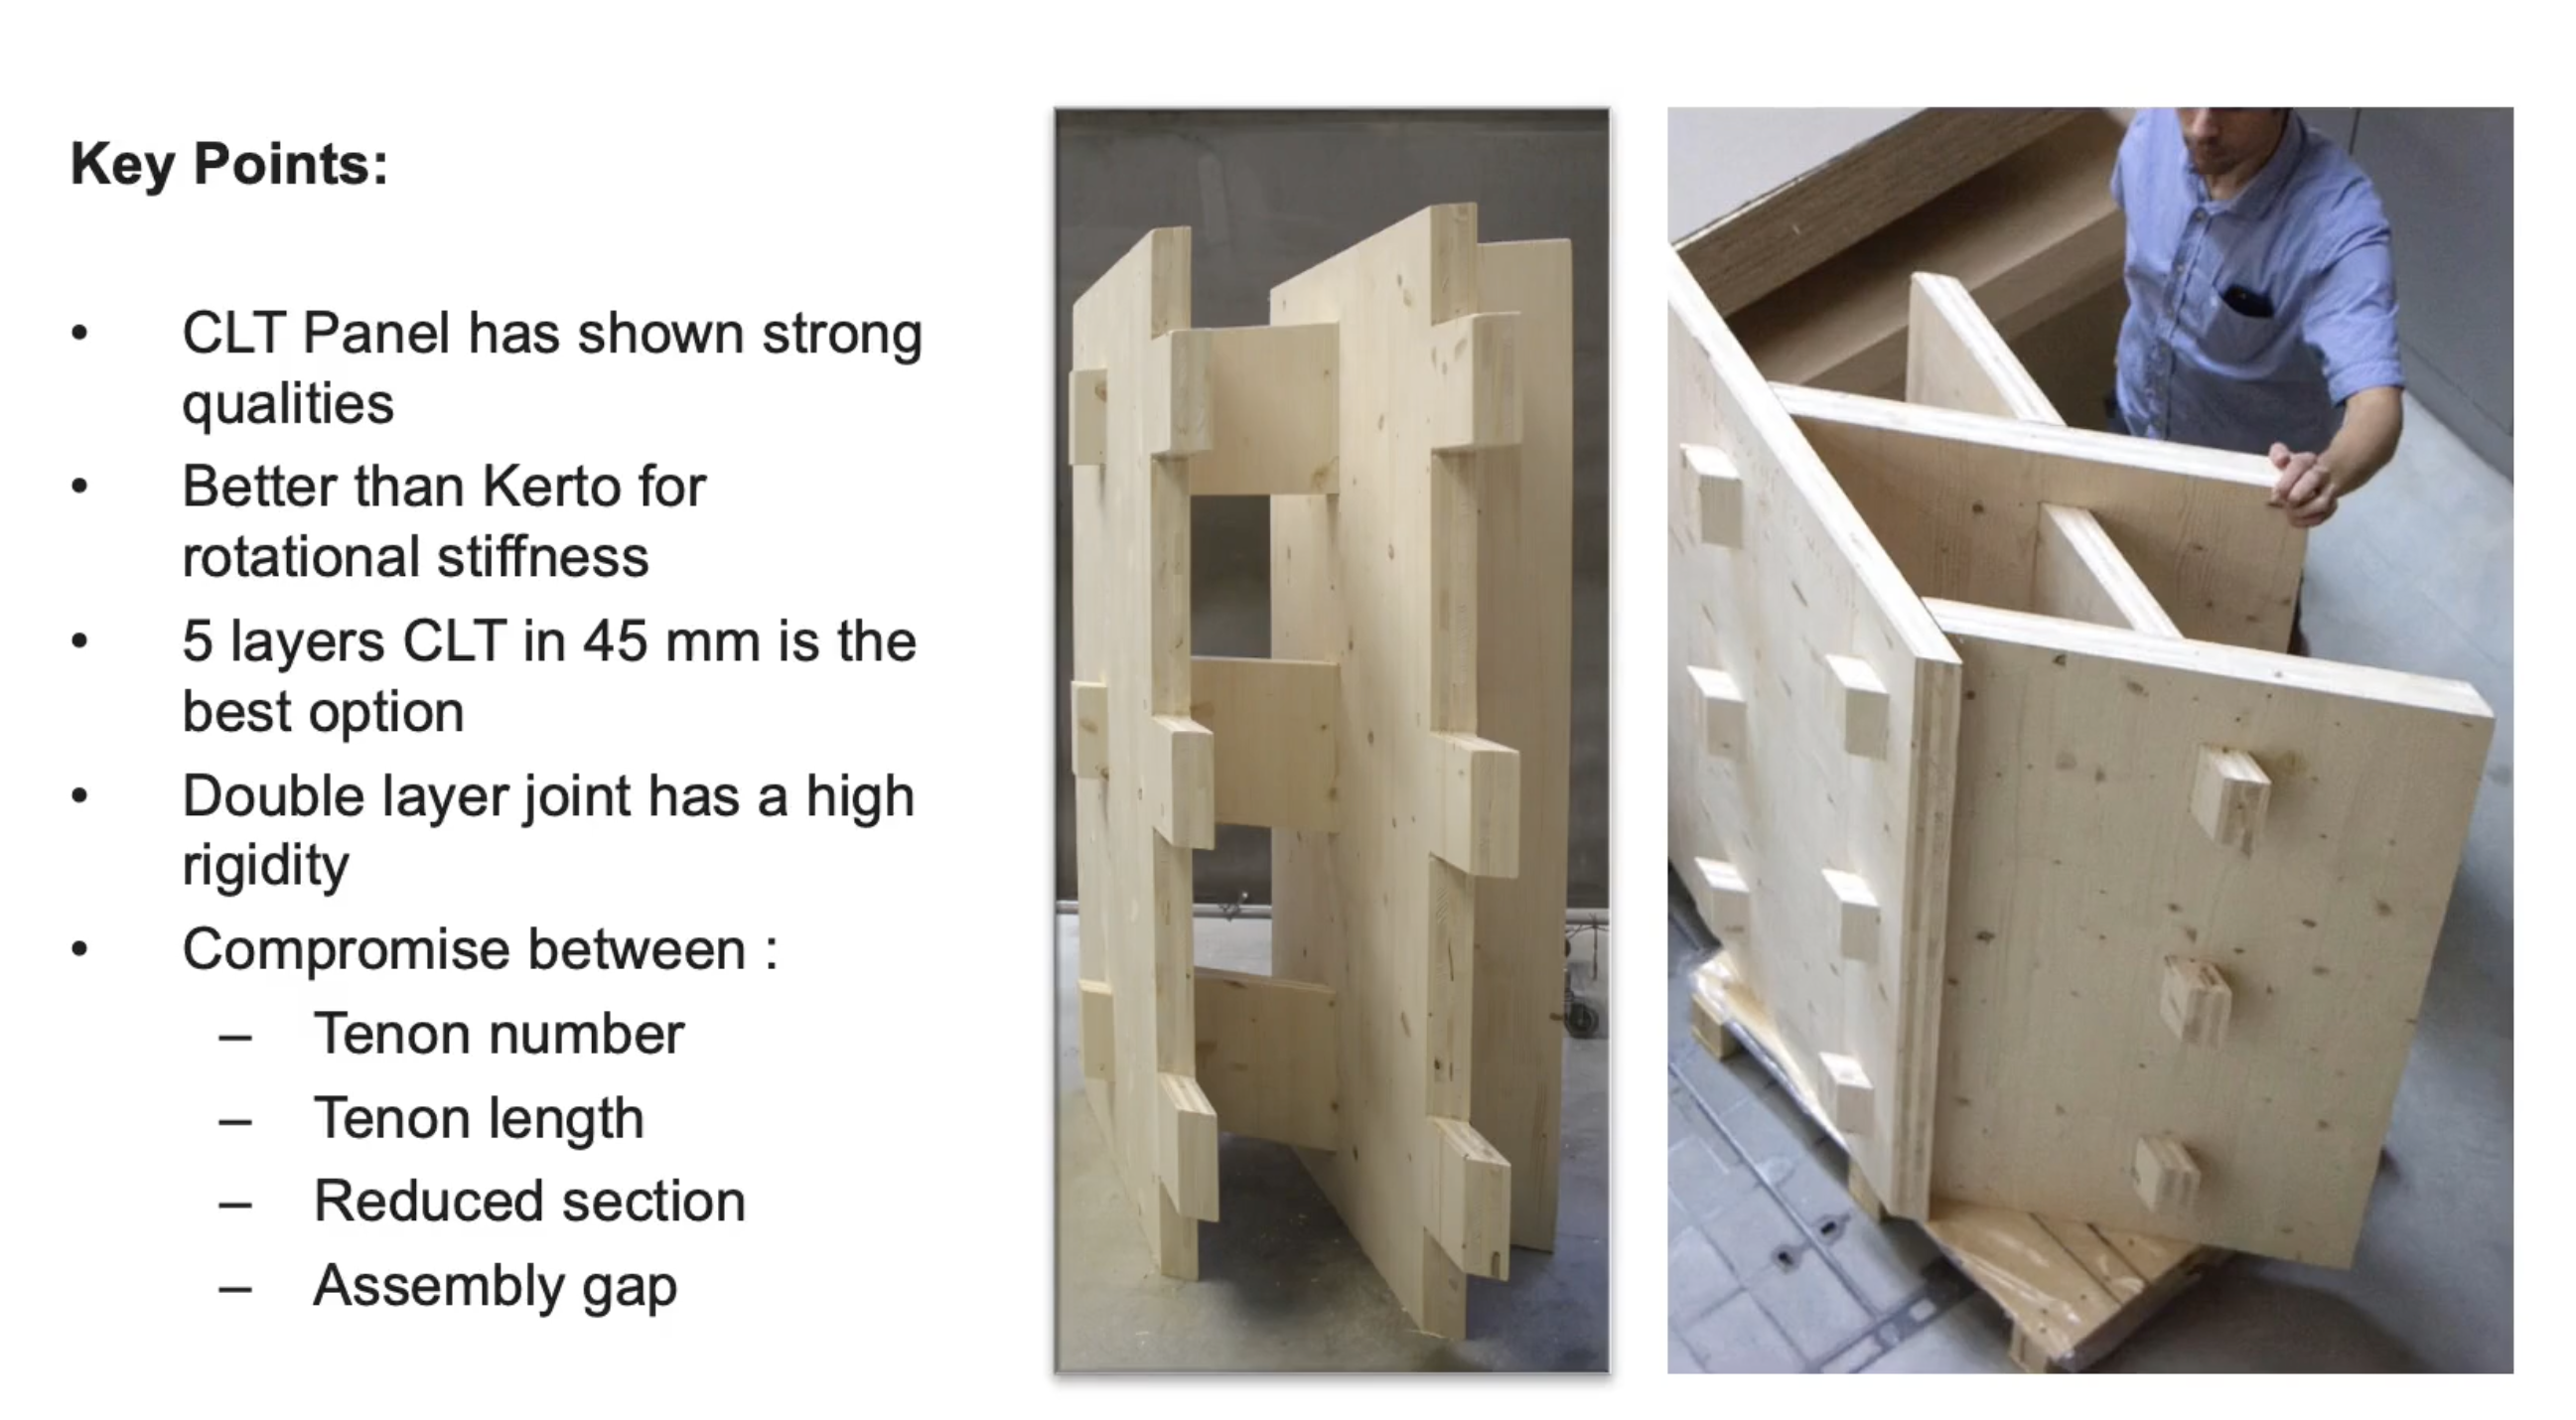 Key Points:
• CLT Panel has shown strong
qualities
• Better than Kerto for
rotational stiffness
• 5 layers CLT in 45 mm is the
best option
• Double layer joint has a high
rigidity
• Compromise between :
– Tenon number
– Tenon length
– Reduced section
– Assembly gap